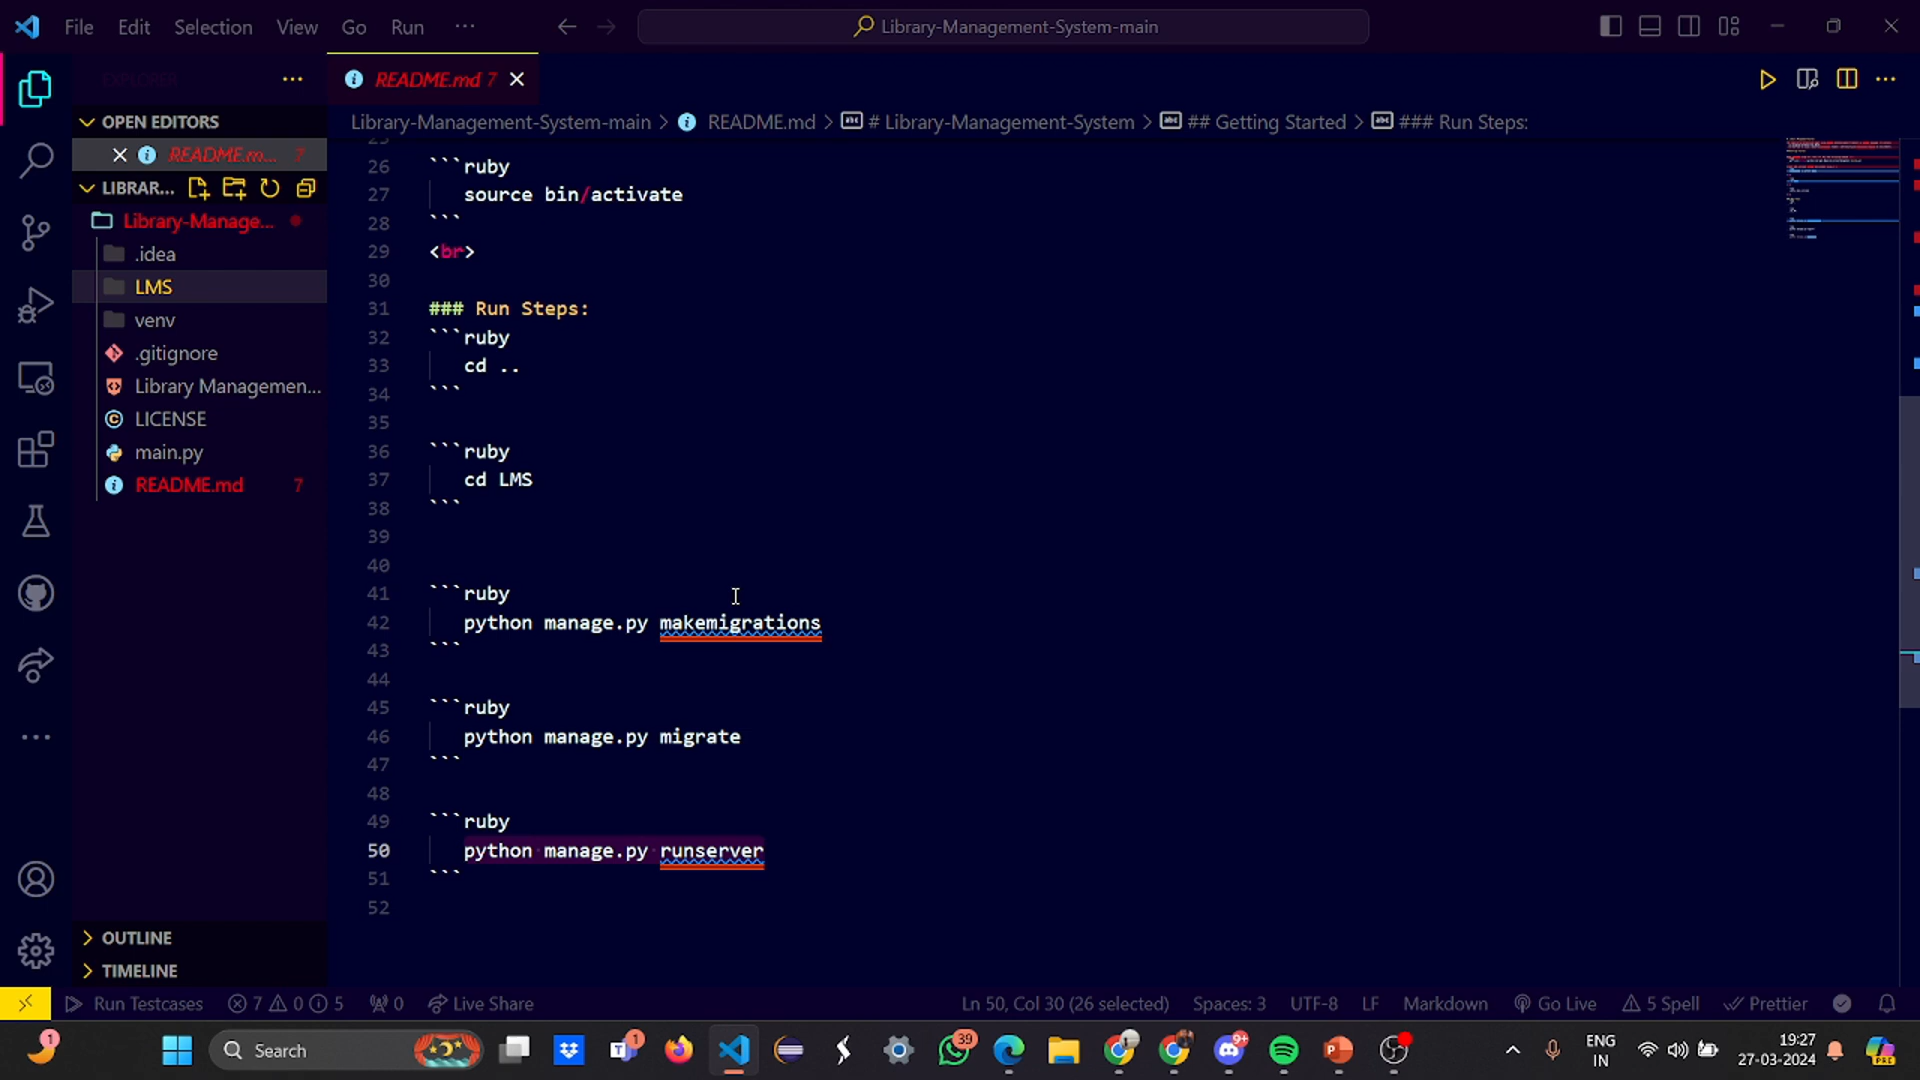 File Edit Selection View Go Run ···
Library-Management-System-main
EXPLORER
README.md 7
Library-Management-System-main > README.md > # Library-Management-System > ## Getting Started > ### Run Steps:
OPEN EDITORS
README.m... 7
LIBRAR...
Library-Manage...
.idea
LMS
venv
.gitignore
Library Managemen...
LICENSE
main.py
README.md 7
OUTLINE
TIMELINE
26 ```ruby
27 source bin/activate
28 ```
29 <br>
30
31 ### Run Steps:
32 ```ruby
33 cd ..
34 ```
35
36 ```ruby
37 cd LMS
38 ```
39
40
41 ```ruby
42 python manage.py makemigrations
43 ```
44
45 ```ruby
46 python manage.py migrate
47 ```
48
49 ```ruby
50 python manage.py runserver
51 ```
52
Run Testcases 7 0 5 0 Live Share Ln 50, Col 30 (26 selected) Spaces: 3 UTF-8 LF Markdown Go Live 5 Spell Prettier
1 Search 1 39 9+ ENG 19:27
IN 27-03-2024